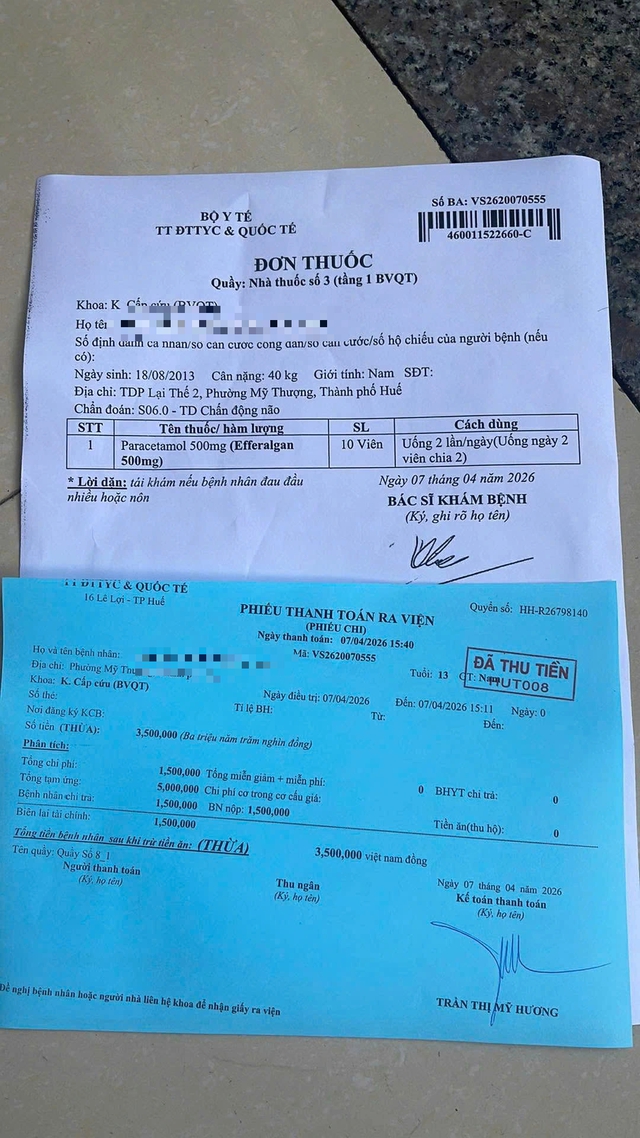 BỘ Y TẾ
TT ĐTTYC & QUỐC TẾ
Số BA: VS2620070555
460011522660-C
ĐƠN THUỐC
Quầy: Nhà thuốc số 3 (tầng 1 BVQT)
Khoa: K. Cấp cứu (BVQT)
Họ tên
Số định danh cá nhân/số căn cước công dân/số căn cước/số hộ chiếu của người bệnh (nếu
có):
Ngày sinh: 18/08/2013 Cân nặng: 40 kg Giới tính: Nam SĐT:
Địa chỉ: TDP Lại Thế 2, Phường Mỹ Thượng, Thành phố Huế
Chẩn đoán: S06.0 - TD Chấn động não
STT Tên thuốc/ hàm lượng SL Cách dùng
1 Paracetamol 500mg (Efferalgan 500mg) 10 Viên Uống 2 lần/ngày(Uống ngày 2 viên chia 2)
* Lời dặn: tái khám nếu bệnh nhân đau đầu
nhiều hoặc nôn
Ngày 07 tháng 04 năm 2026
BÁC SĨ KHÁM BỆNH
(Ký, ghi rõ họ tên)
TT ĐTTYC & QUỐC TẾ
16 Lê Lợi - TP Huế
PHIẾU THANH TOÁN RA VIỆN
(PHIẾU CHI)
Quyển số: HH-R26798140
Ngày thanh toán: 07/04/2026 15:40
Họ và tên bệnh nhân:
Mã: VS2620070555
ĐÃ THU TIỀN
HUT008
Địa chỉ: Phường Mỹ
Tuổi: 13 GT: Nam
Khoa: K. Cấp cứu (BVQT)
Ngày điều trị: 07/04/2026 Đến: 07/04/2026 15:11 Ngày: 0
Số thẻ:
Tỉ lệ BH: Từ: Đến:
Nơi đăng ký KCB:
Số tiền (THỪA): 3,500,000 (Ba triệu năm trăm nghìn đồng)
Phân tích:
Tổng chi phí: 1,500,000 Tổng miễn giảm + miễn phí: 0 BHYT chi trả: 0
Tổng tạm ứng: 5,000,000 Chi phí cơ trong cơ cấu giá:
Bệnh nhân chi trả: 1,500,000 BN nộp: 1,500,000 Tiền ăn(thu hộ): 0
Biên lai tài chính: 1,500,000
Tổng tiền bệnh nhân sau khi trừ tiền ăn: (THỪA) 3,500,000 việt nam đồng
Tên quầy: Quầy Số 8_1
Người thanh toán
(Ký, họ tên)
Thu ngân
(Ký, họ tên)
Ngày 07 tháng 04 năm 2026
Kế toán thanh toán
(Ký, họ tên)
TRẦN THỊ MỸ HƯƠNG
Đề nghị bệnh nhân hoặc người nhà liên hệ khoa để nhận giấy ra viện